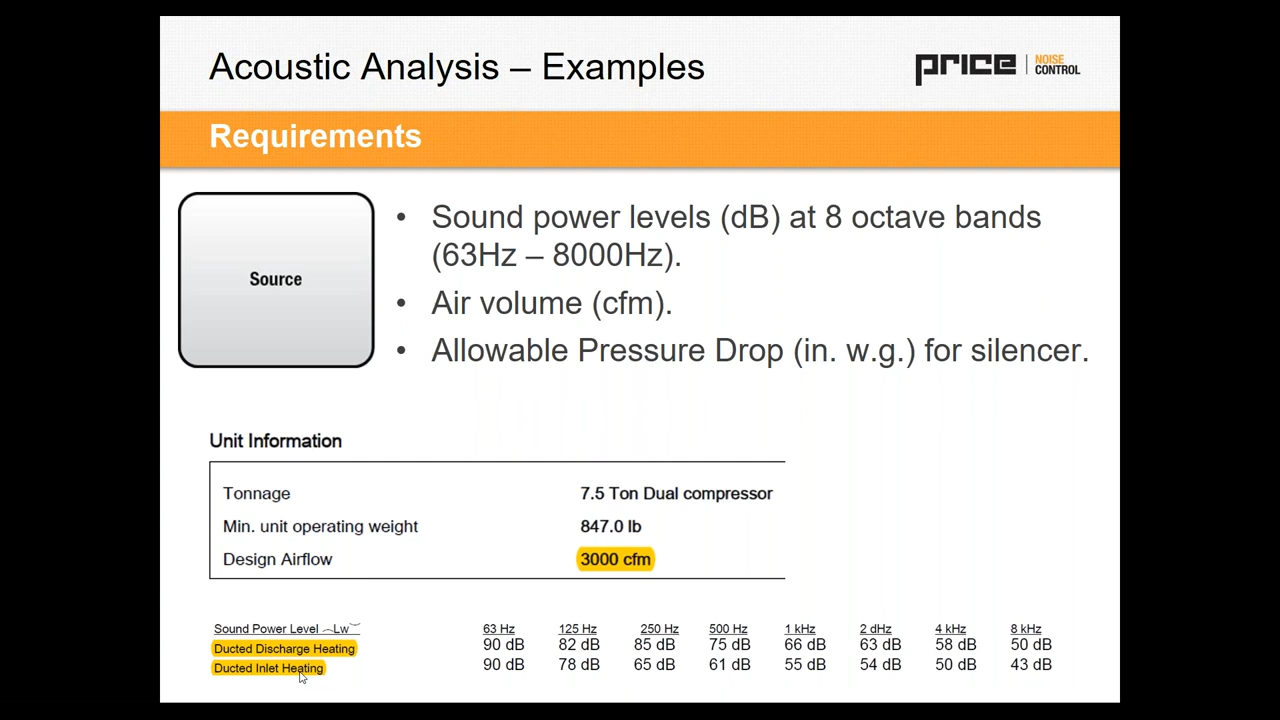 Acoustic Analysis – Examples
PRICE | NOISE CONTROL
Requirements
Source
• Sound power levels (dB) at 8 octave bands
(63Hz – 8000Hz).
• Air volume (cfm).
• Allowable Pressure Drop (in. w.g.) for silencer.
Unit Information
Tonnage 7.5 Ton Dual compressor
Min. unit operating weight 847.0 lb
Design Airflow 3000 cfm
Sound Power Level (Lw) 63 Hz 125 Hz 250 Hz 500 Hz 1 kHz 2 dHz 4 kHz 8 kHz
Ducted Discharge Heating 90 dB 82 dB 85 dB 75 dB 66 dB 63 dB 58 dB 50 dB
Ducted Inlet Heating 90 dB 78 dB 65 dB 61 dB 55 dB 54 dB 50 dB 43 dB